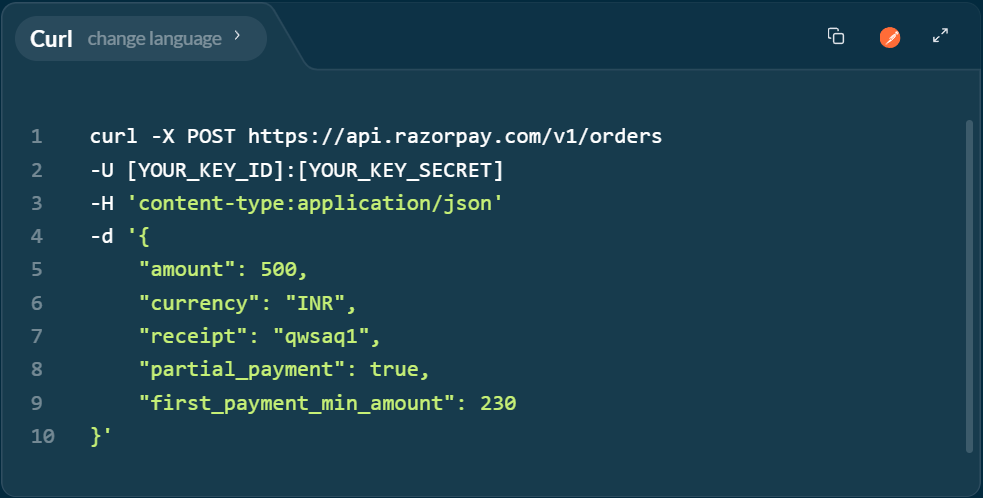 Curl change language >
1 curl -X POST https://api.razorpay.com/v1/orders
2 -U [YOUR_KEY_ID]:[YOUR_KEY_SECRET]
3 -H 'content-type:application/json'
4 -d '{
5     "amount": 500,
6     "currency": "INR",
7     "receipt": "qwsaq1",
8     "partial_payment": true,
9     "first_payment_min_amount": 230
10 }'